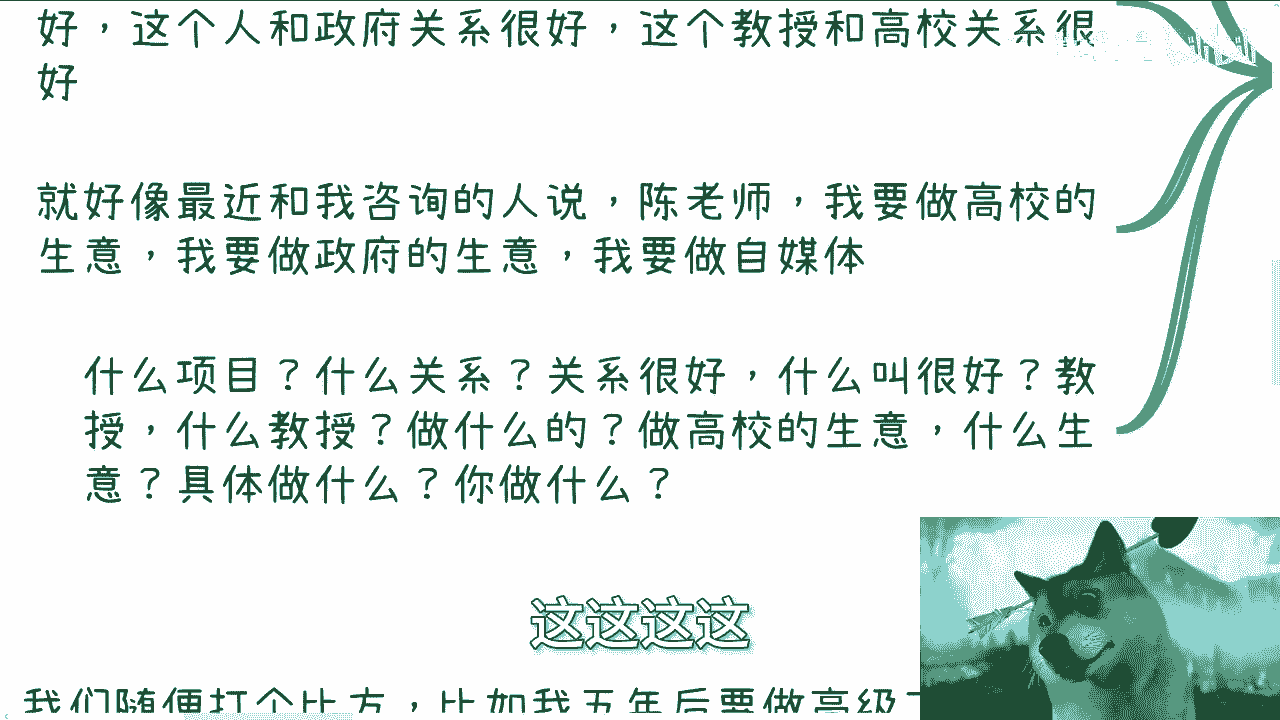 好，这个人和政府关系很好，这个教授和高校关系很
好
就好像最近和我咨询的人说，陈老师，我要做高校的
生意，我要做政府的生意，我要做自媒体
什么项目？什么关系？关系很好，什么叫很好？教
授，什么教授？做什么的？做高校的生意，什么生
意？具体做什么？你做什么？
这这这这
我们随便打个比方，比如我五年后要做高级